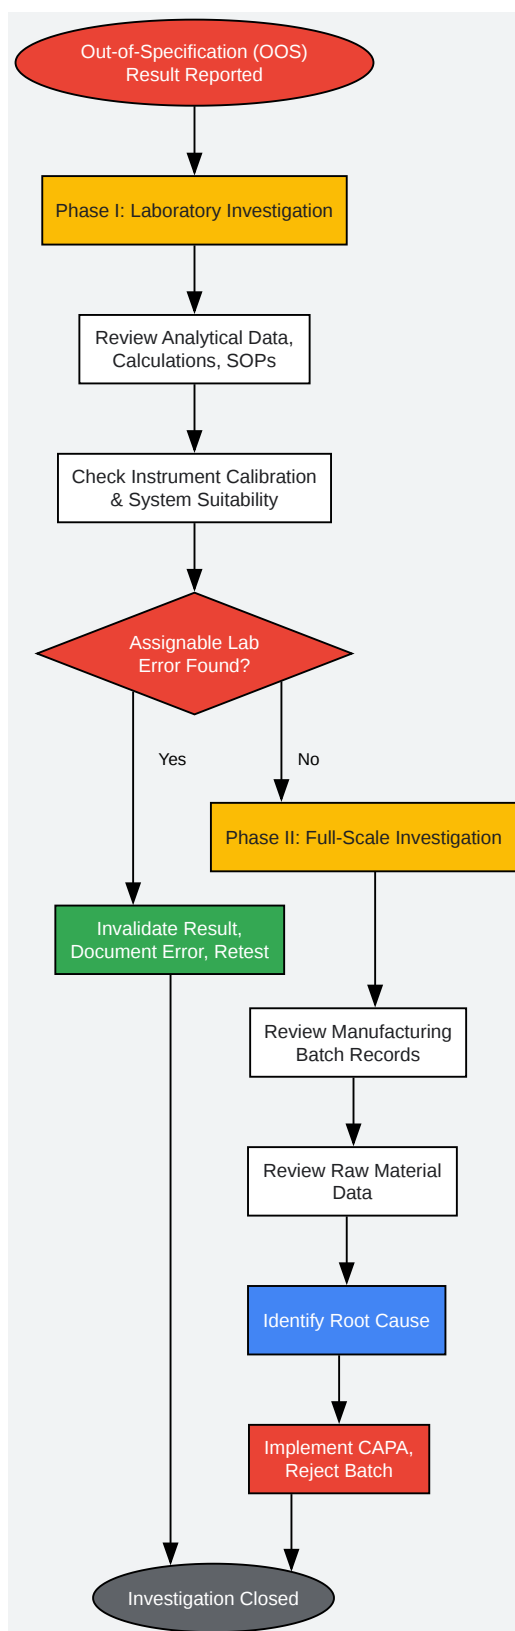 Out-of-Specification (OOS)
Result Reported
Phase I: Laboratory Investigation
Review Analytical Data,
Calculations, SOPs
Check Instrument Calibration
& System Suitability
Assignable Lab
Error Found?
Yes
No
Phase II: Full-Scale Investigation
Invalidate Result,
Document Error, Retest
Review Manufacturing
Batch Records
Review Raw Material
Data
Identify Root Cause
Implement CAPA,
Reject Batch
Investigation Closed